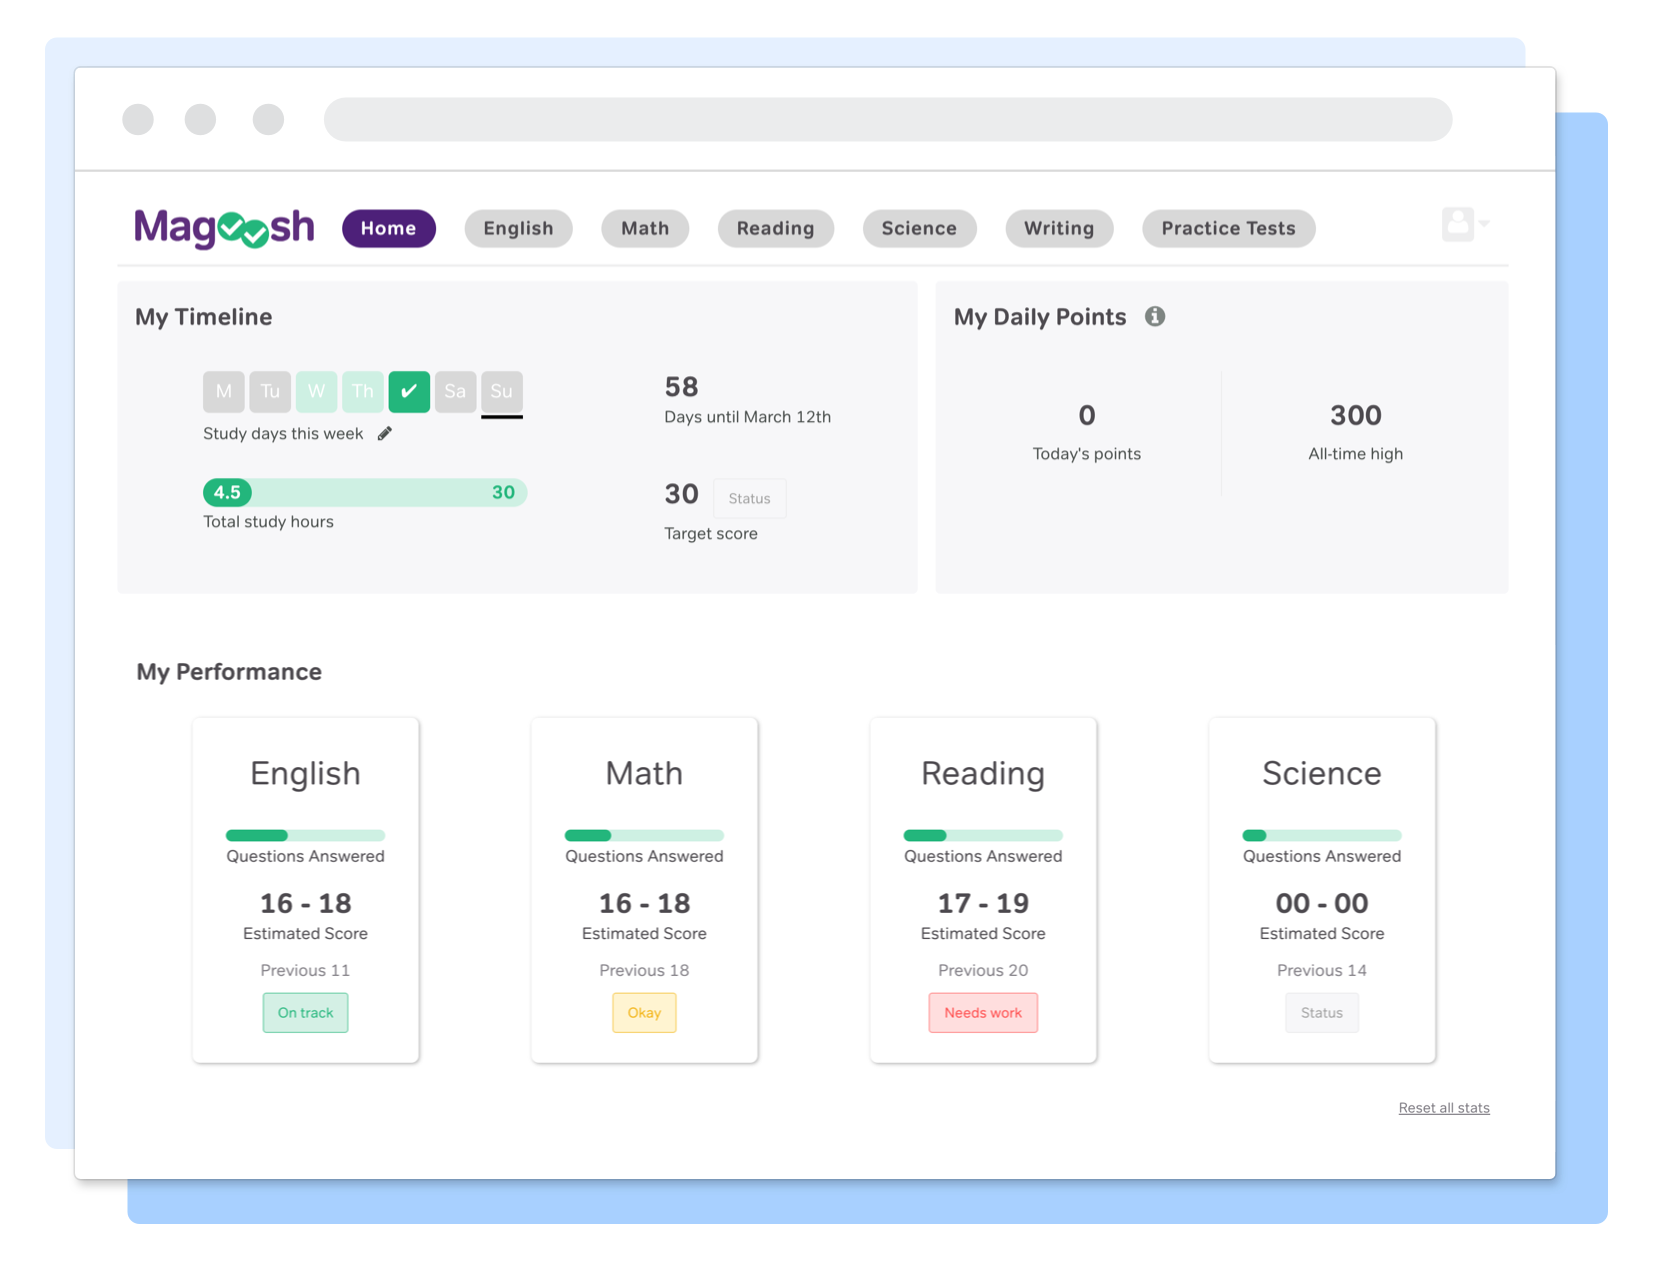 Magoosh
Home
English
Math
Reading
Science
Writing
Practice Tests
My Timeline
M Tu W Th Sa Su
Study days this week
4.5 30
Total study hours
58
Days until March 12th
30 Status
Target score
My Daily Points
0
Today's points
300
All-time high
My Performance
English
Questions Answered
16 - 18
Estimated Score
Previous 11
On track
Math
Questions Answered
16 - 18
Estimated Score
Previous 18
Okay
Reading
Questions Answered
17 - 19
Estimated Score
Previous 20
Needs work
Science
Questions Answered
00 - 00
Estimated Score
Previous 14
Status
Reset all stats